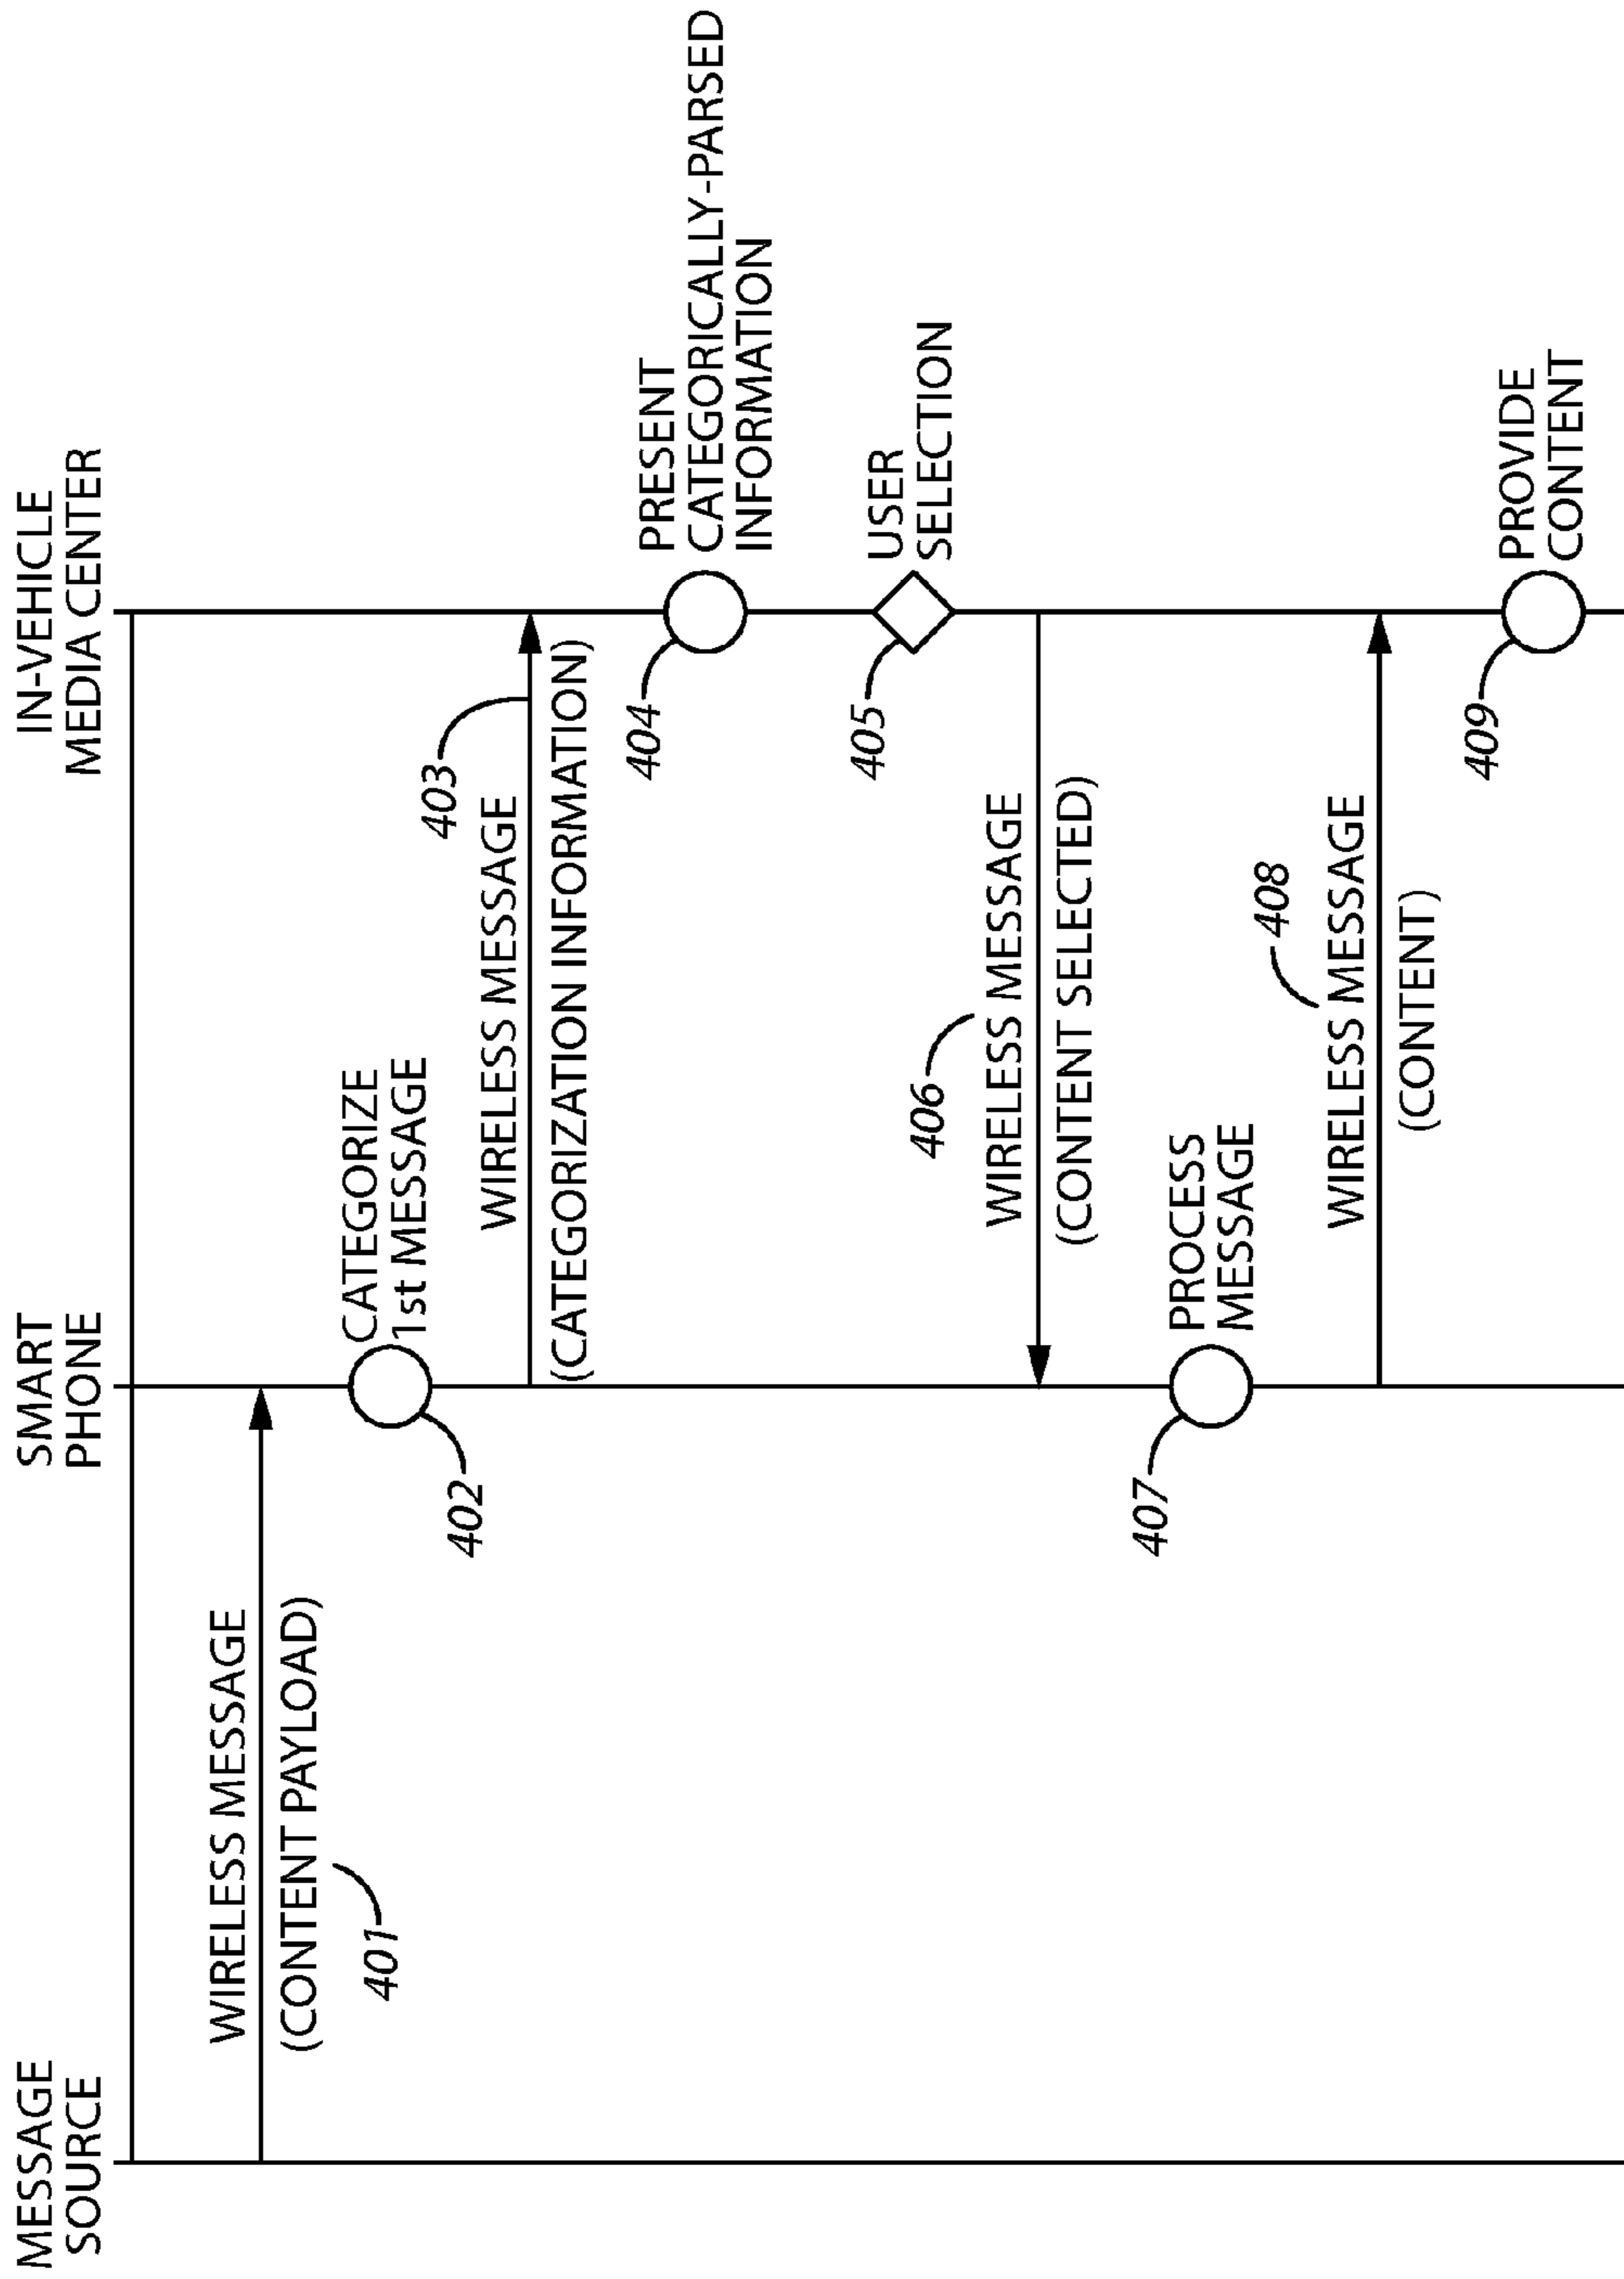 MESSAGE
SOURCE
SMART
PHONE
IN-VEHICLE
MEDIA CENTER
WIRELESS MESSAGE
(CONTENT PAYLOAD)
401
CATEGORIZE
1st MESSAGE
402
403
WIRELESS MESSAGE
(CATEGORIZATION INFORMATION)
PRESENT
CATEGORICALLY-PARSED
INFORMATION
404
USER
SELECTION
405
406
WIRELESS MESSAGE
(CONTENT SELECTED)
PROCESS
MESSAGE
407
408
WIRELESS MESSAGE
(CONTENT)
PROVIDE
CONTENT
409